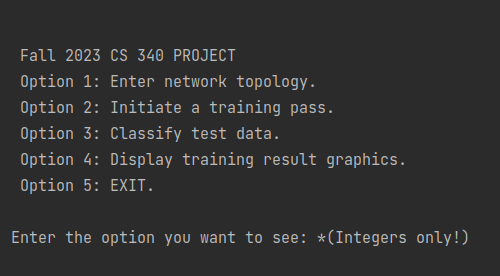 Fall 2023 CS 340 PROJECT
Option 1: Enter network topology.
Option 2: Initiate a training pass.
Option 3: Classify test data.
Option 4: Display training result graphics.
Option 5: EXIT.
Enter the option you want to see: *(Integers only!)